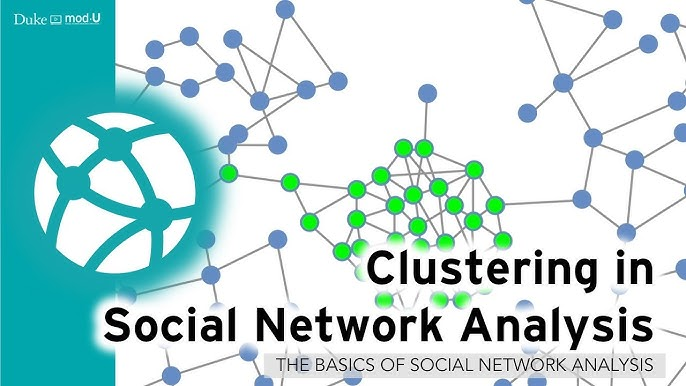 Duke mod·U
Clustering in
Social Network Analysis
THE BASICS OF SOCIAL NETWORK ANALYSIS